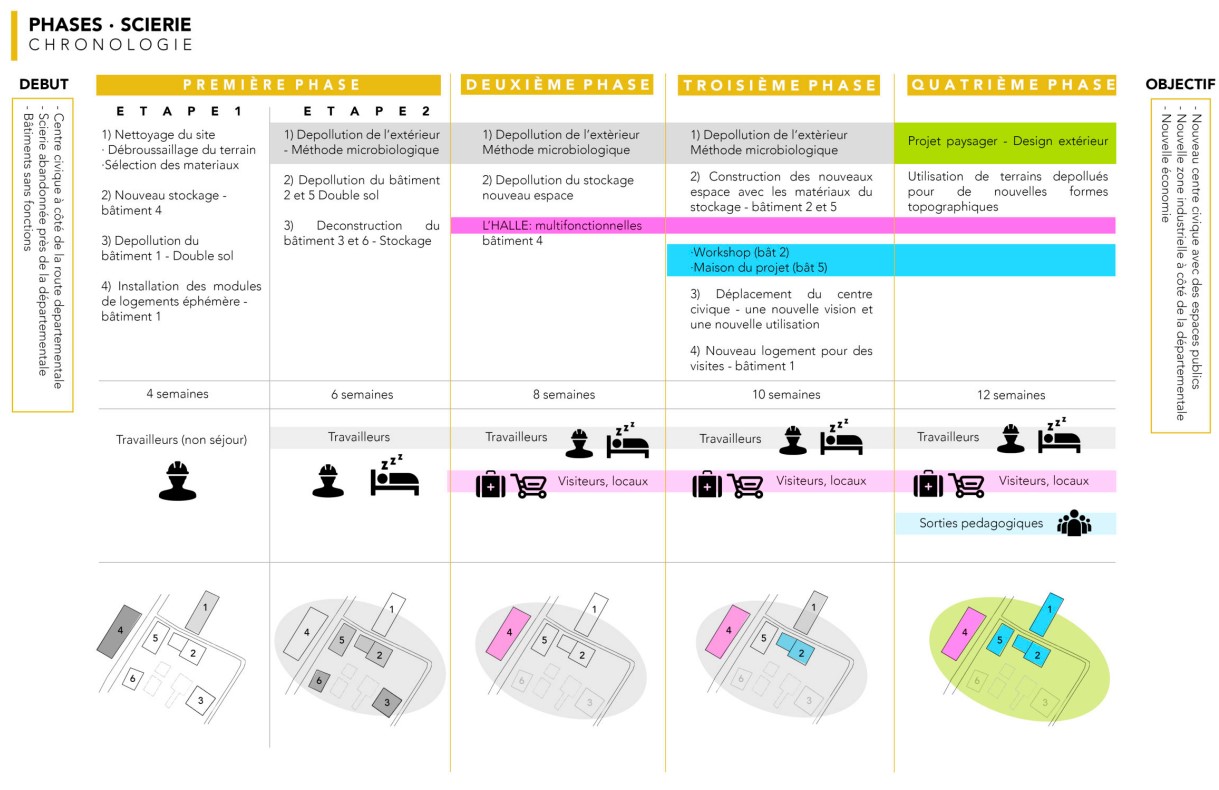 PHASES · SCIERIE
CHRONOLOGIE
DEBUT
- Centre civique à côté de la route departementale
- Scierie abandonnée près de la départementale
- Bâtiments sans fonctions
PREMIÈRE PHASE
ETAPE1
1) Nettoyage du site
· Débroussaillage du terrain
·Sélection des materiaux
2) Nouveau stockage -
bâtiment 4
3) Depollution du
bâtiment 1 - Double sol
4) Installation des modules
de logements éphémère -
bâtiment 1
ETAPE2
1) Depollution de l'extérieur
- Méthode microbiologique
2) Depollution du bâtiment
2 et 5 Double sol
3) Deconstruction du
bâtiment 3 et 6 - Stockage
DEUXIÈME PHASE
1) Depollution de l'extèrieur
Méthode microbiologique
2) Depollution du stockage
nouveau espace
L'HALLE: multifonctionnelles
bâtiment 4
TROISIÈME PHASE
1) Depollution de l'extèrieur
Méthode microbiologique
2) Construction des nouveaux
espace avec les matériaux du
stockage - bâtiment 2 et 5
·Workshop (bât 2)
·Maison du projet (bât 5)
3) Déplacement du centre
civique - une nouvelle vision et
une nouvelle utilisation
4) Nouveau logement pour des
visites - bâtiment 1
QUATRIÈME PHASE
Projet paysager - Design extérieur
Utilisation de terrains depollués
pour de nouvelles formes
topographiques
OBJECTIF
- Nouveau centre civique avec des espaces publics
- Nouvelle zone industrielle à côté de la départementale
- Nouvelle économie
4 semaines
6 semaines
8 semaines
10 semaines
12 semaines
Travailleurs (non séjour)
Travailleurs
zzz
Travailleurs
zzz
Visiteurs, locaux
Travailleurs
zzz
Visiteurs, locaux
Travailleurs
zzz
Visiteurs, locaux
Sorties pedagogiques
1
4
5
2
6
3
1
4
5
2
6
3
1
4
5
2
6
3
1
4
5
2
6
3
1
4
5
2
6
3